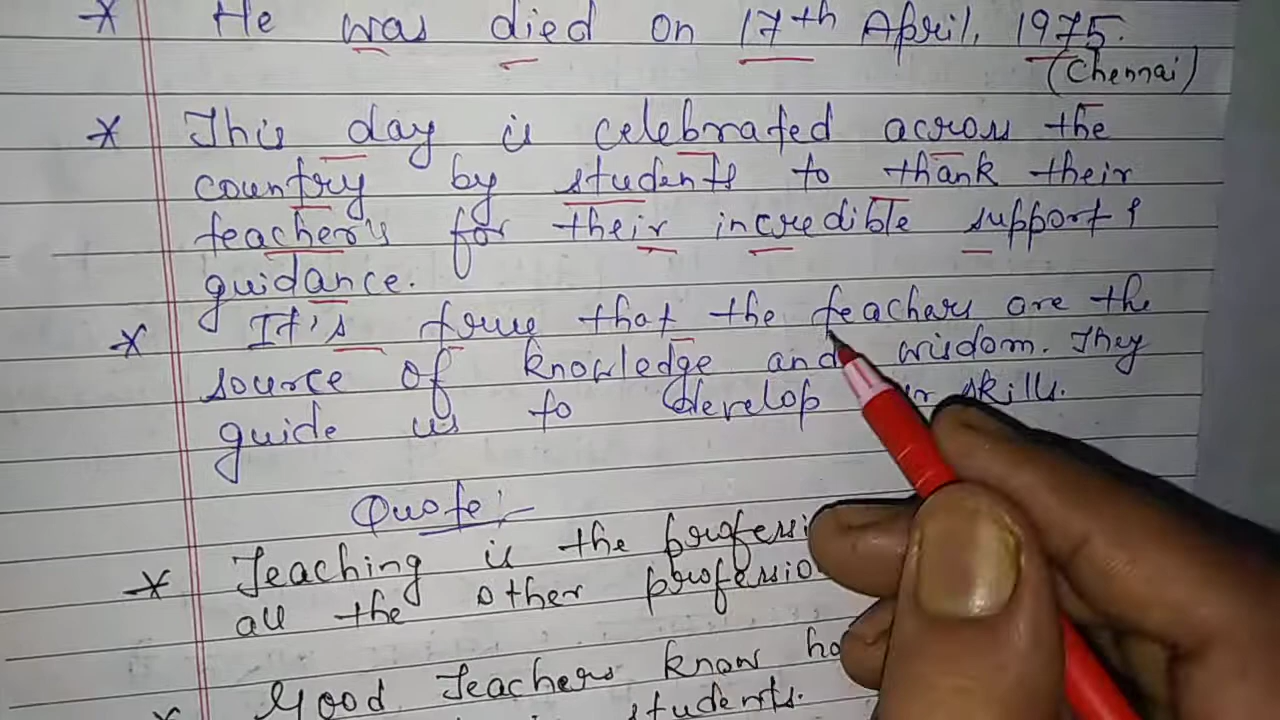 * He was died on 17th April, 1975.
(Chennai)
* This day is celebrated across the
country by students to thank their
teacher's for their incredible support &
guidance.
* It's true that the teachers are the
source of knowledge and wisdom. They
guide us to develop skills.
Quote:-
* Teaching is the
all the other
* Good Teachers know
students.